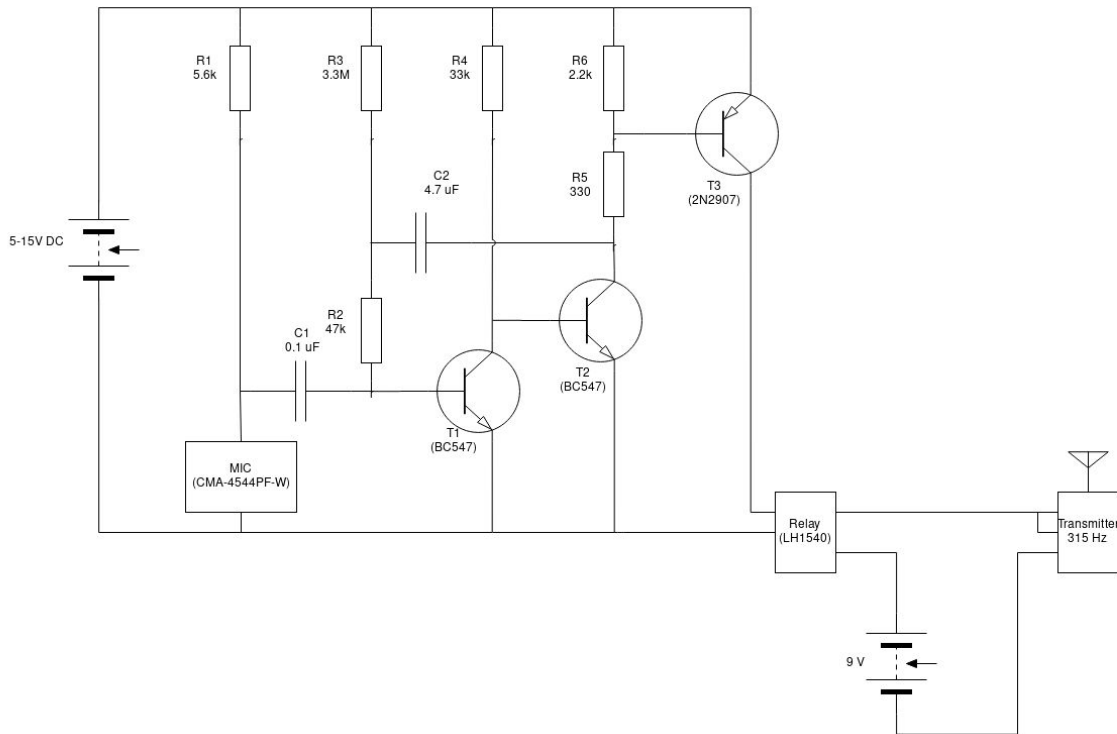 R1
5.6k
R3
3.3M
R4
33k
R6
2.2k
C2
4.7 uF
R5
330
T3
(2N2907)
5-15V DC
C1
0.1 uF
R2
47k
T2
(BC547)
T1
(BC547)
MIC
(CMA-4544PF-W)
Relay
(LH1540)
Transmitter
315 Hz
9 V